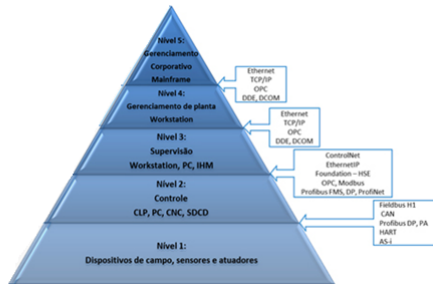 Nível 5:
Gerenciamento
Corporativo
Mainframe
Ethernet
TCP/IP
OPC
DDE, DCOM
Nível 4:
Gerenciamento de planta
Workstation
Ethernet
TCP/IP
OPC
DDE, DCOM
Nível 3:
Supervisão
Workstation, PC, IHM
ControlNet
EthernetIP
Foundation – HSE
OPC, Modbus
Profibus FMS, DP, ProfiNet
Nível 2:
Controle
CLP, PC, CNC, SDCD
Fieldbus H1
CAN
Profibus DP, PA
HART
AS-i
Nível 1:
Dispositivos de campo, sensores e atuadores